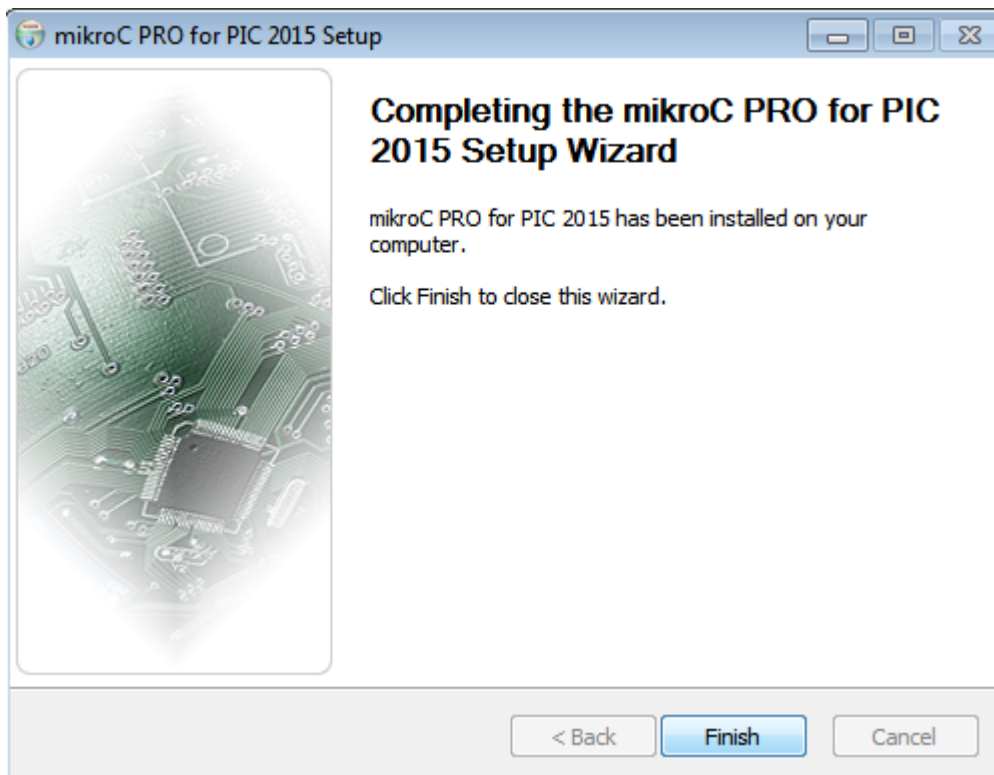 mikroC PRO for PIC 2015 Setup
Completing the mikroC PRO for PIC
2015 Setup Wizard
mikroC PRO for PIC 2015 has been installed on your
computer.
Click Finish to close this wizard.
< Back
Finish
Cancel